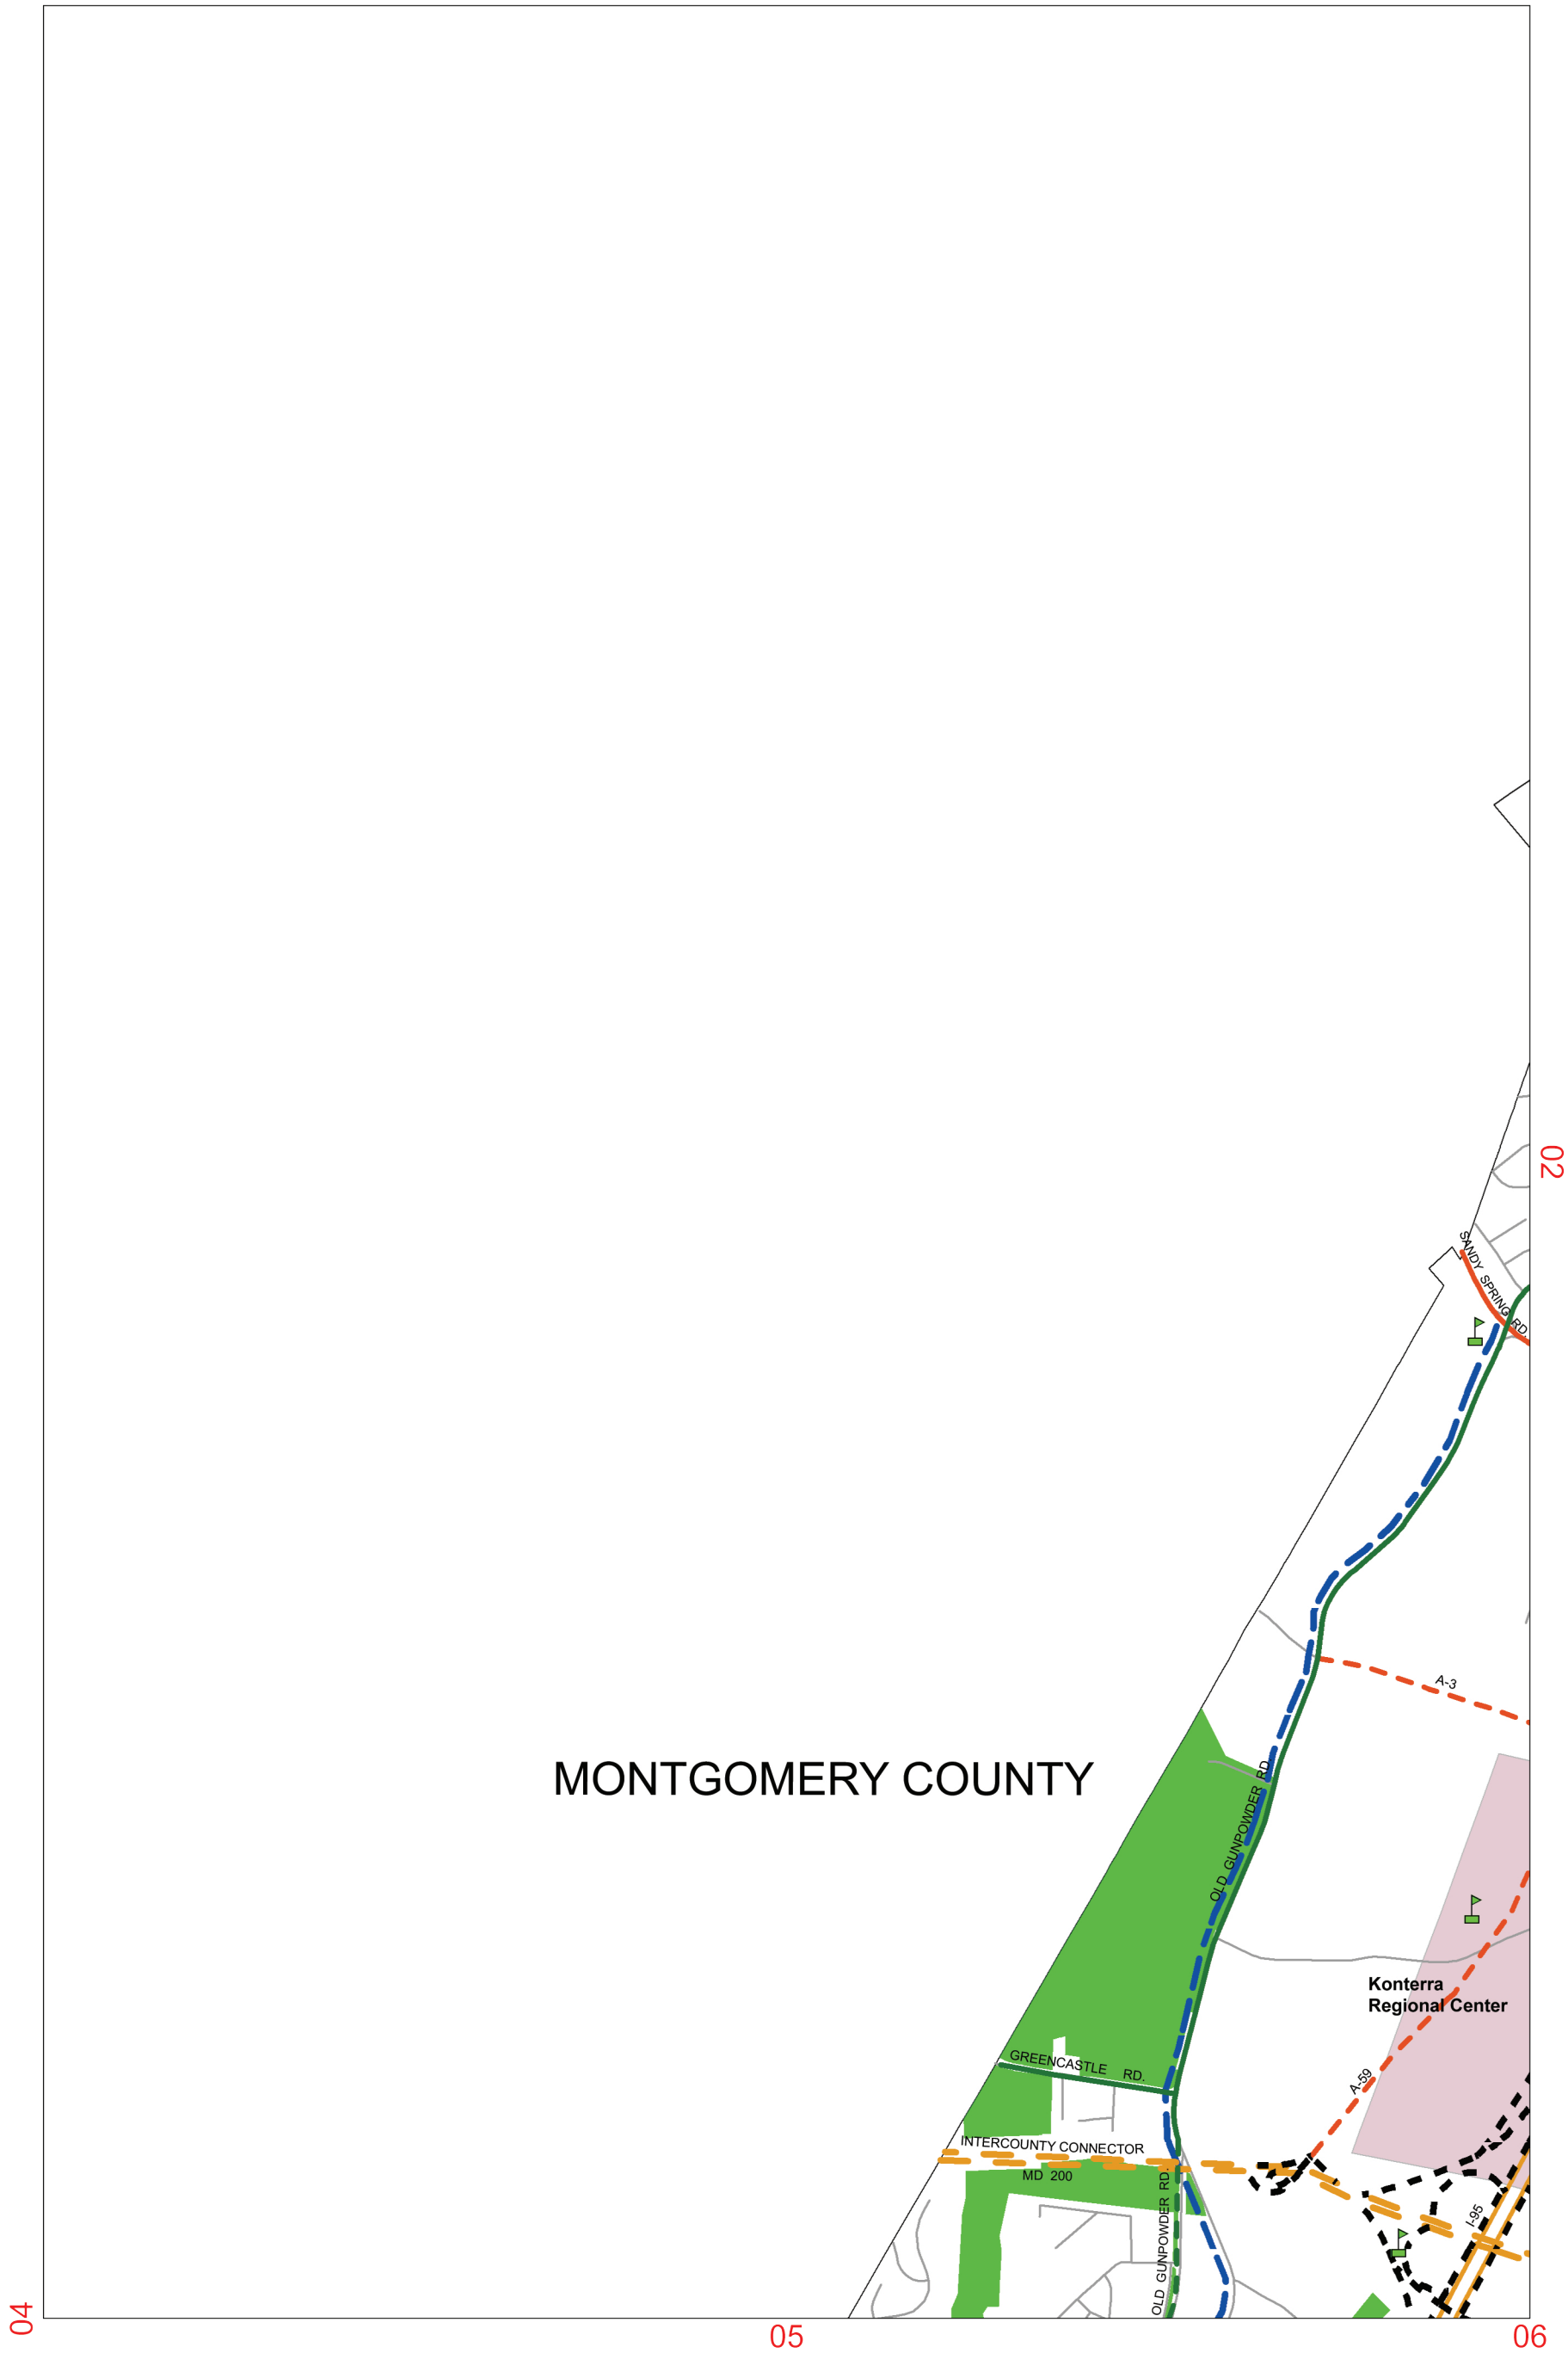 02
SANDY SPRING RD.
A-3
OLD GUNPOWDER RD.
MONTGOMERY COUNTY
Konterra
Regional Center
GREENCASTLE RD.
A-59
INTERCOUNTY CONNECTOR
MD 200
OLD GUNPOWDER RD.
I-95
04
05
06